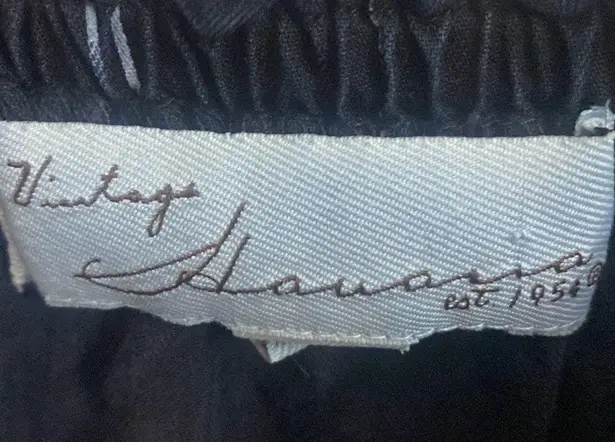 Vintage
Havana®
est. 1954